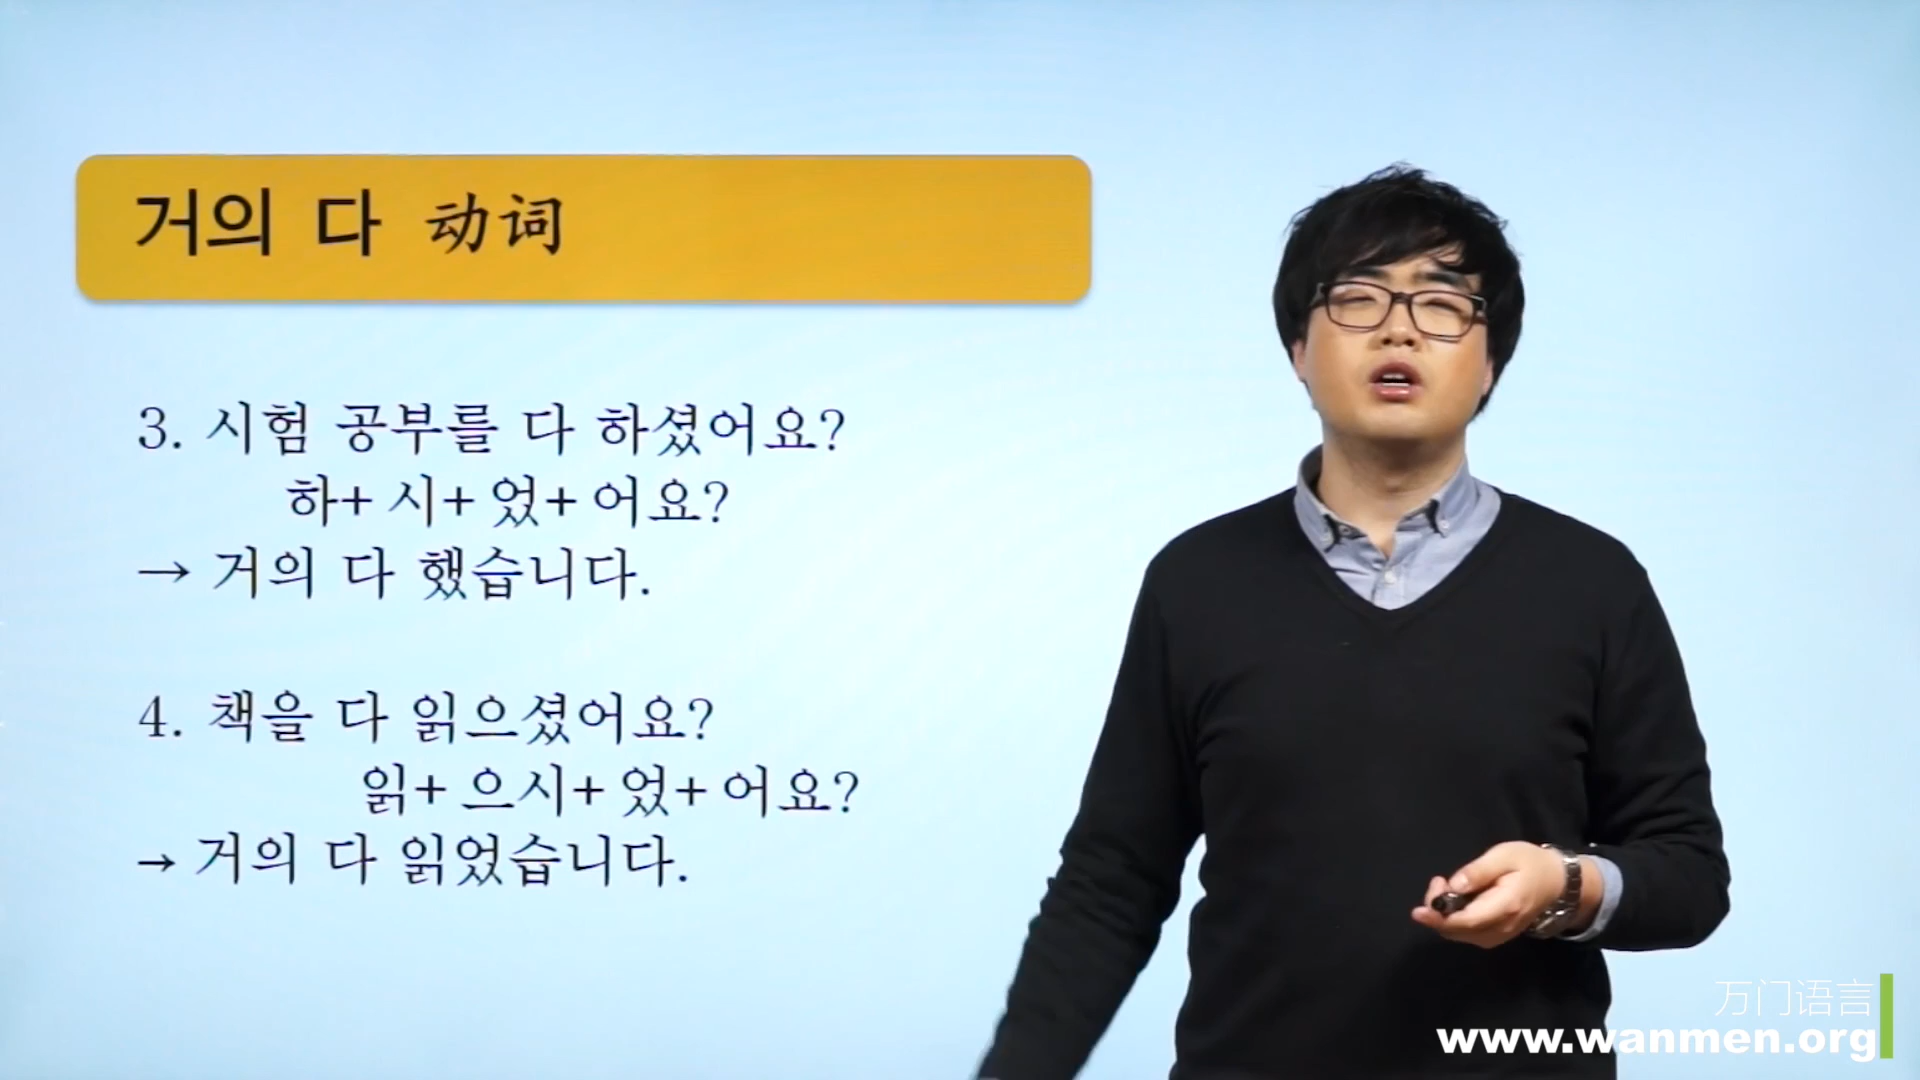 거의 다 动词
3. 시험 공부를 다 하셨어요?
하+ 시+ 었+ 어요?
→ 거의 다 했습니다.
4. 책을 다 읽으셨어요?
읽+ 으시+ 었+ 어요?
→ 거의 다 읽었습니다.
万门语言
www.wanmen.org